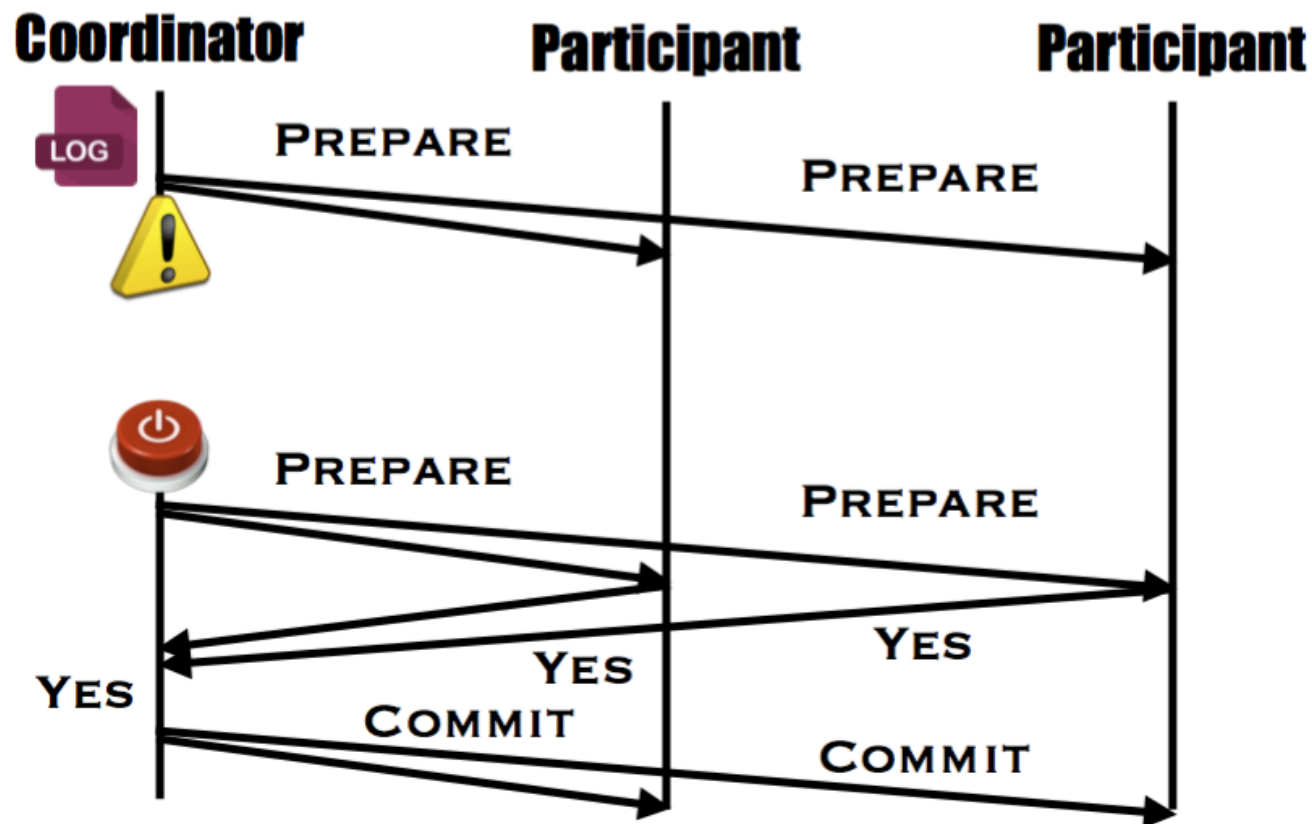 Coordinator Participant Participant
LOG
PREPARE
PREPARE
PREPARE
PREPARE
YES
YES
YES
COMMIT
COMMIT